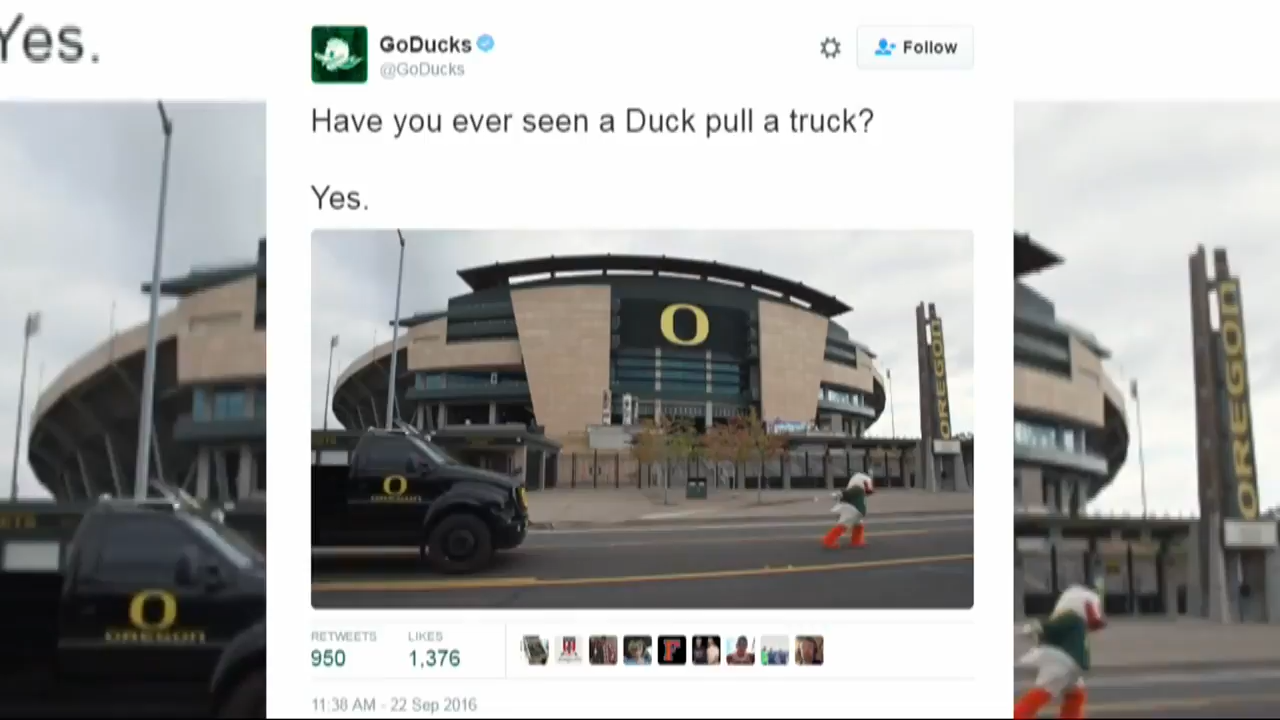 Yes.
GoDucks
@GoDucks
Follow
Have you ever seen a Duck pull a truck?
Yes.
O
OREGON
O
OREGON
RETWEETS
950
LIKES
1,376
F
11:38 AM - 22 Sep 2016
O
OREGON
OREGON